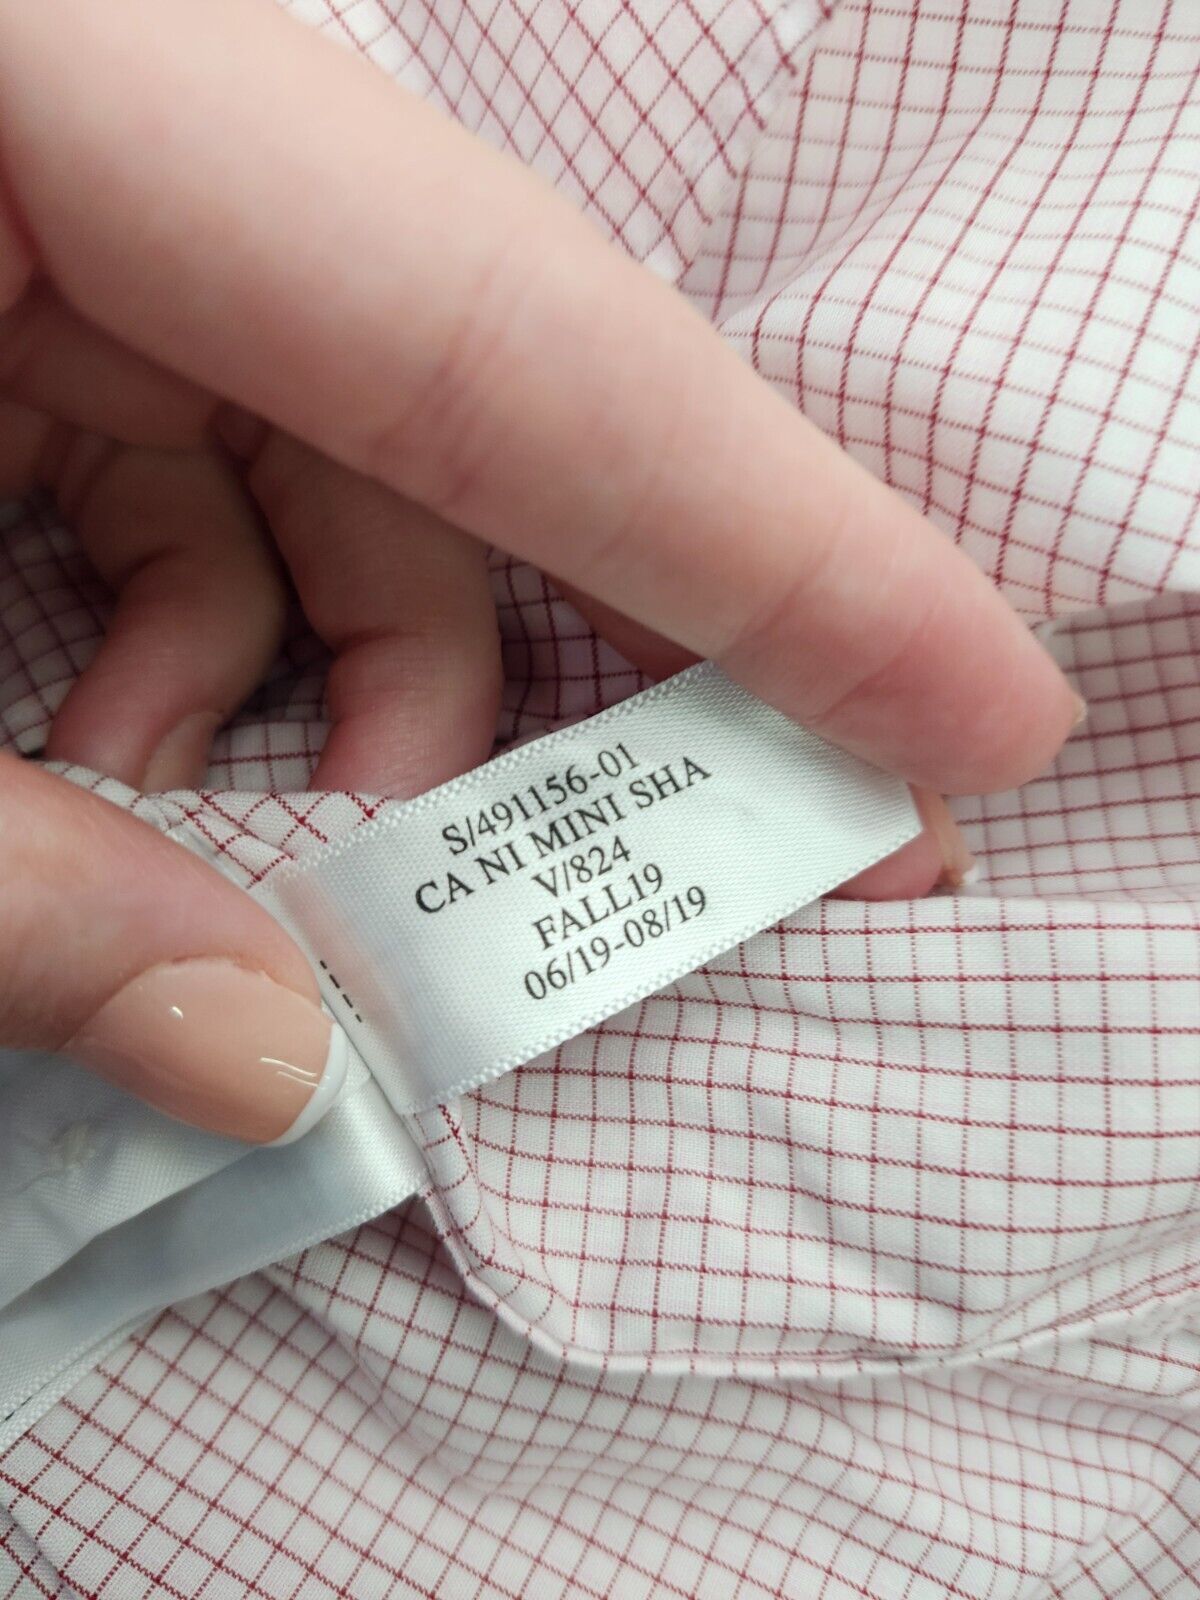 S/491156-01
CA NI MINI SHA
V/824
FALL19
06/19-08/19